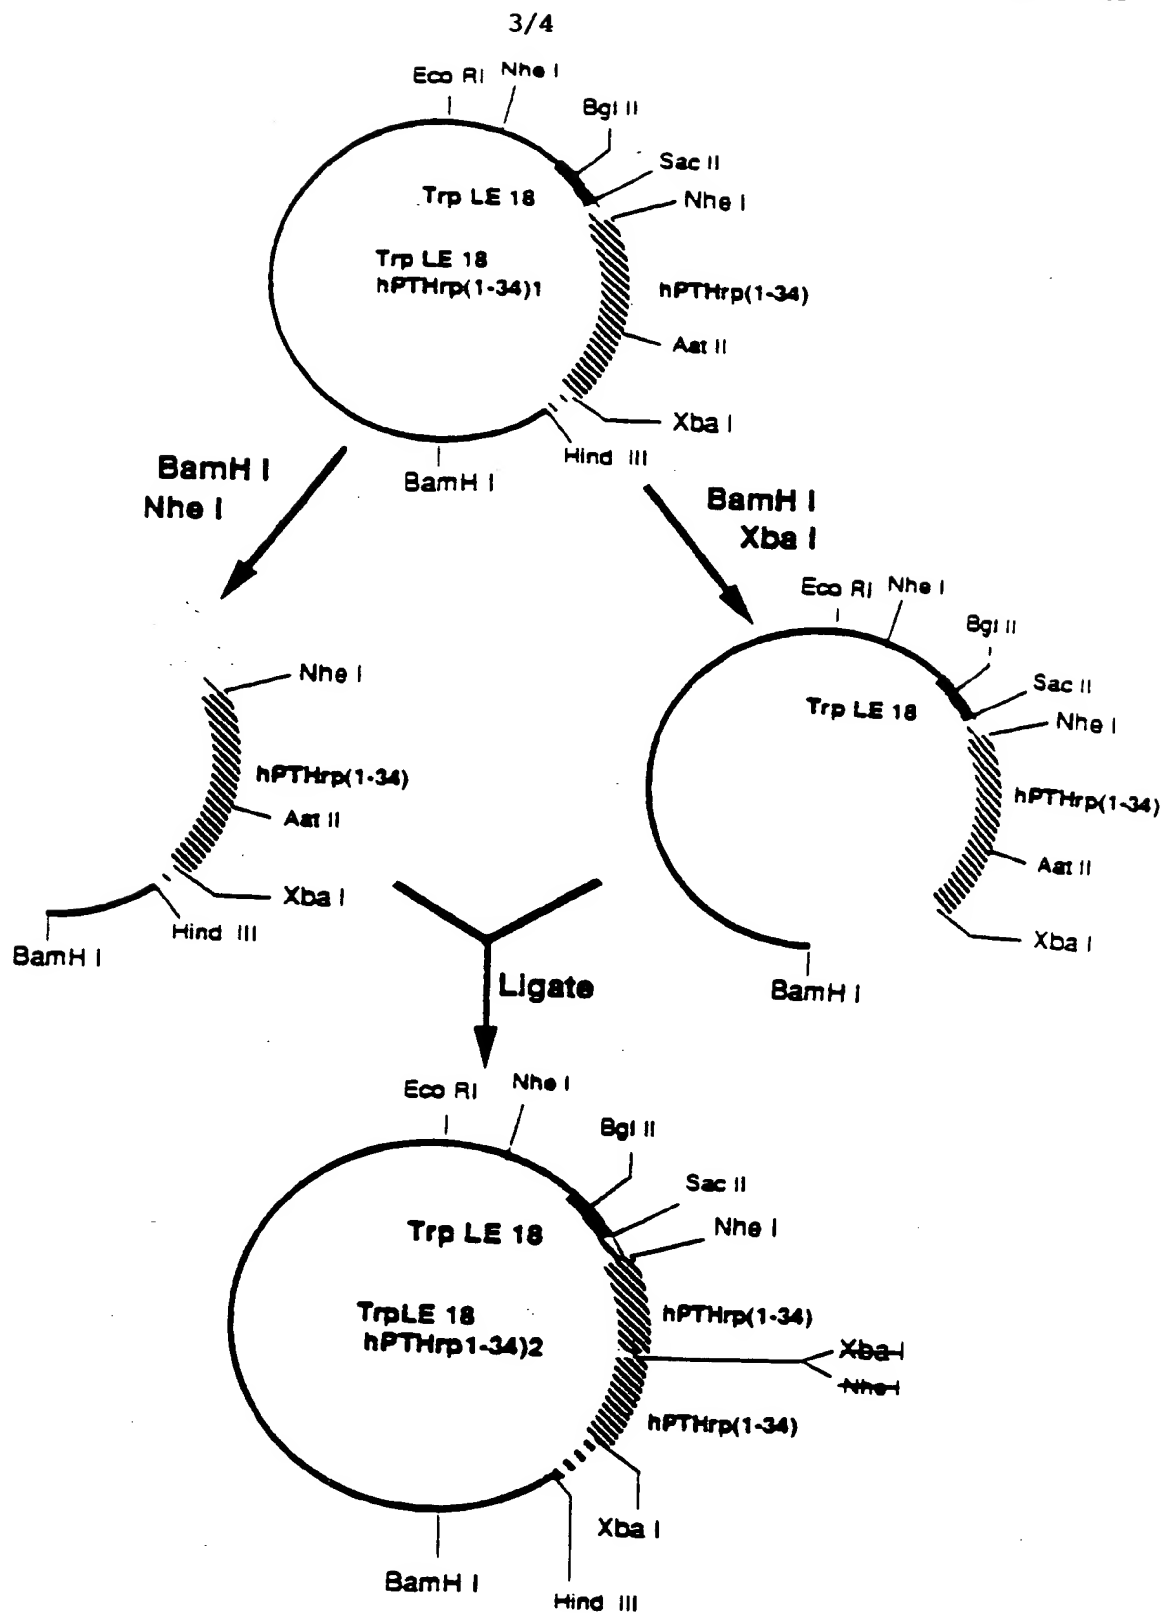 3/4
Eco RI
Nhe I
Bgl II
Sac II
Trp LE 18
Nhe I
Trp LE 18
hPTHrp(1-34)1
hPTHrp(1-34)
Aat II
Xba I
Hind III
BamH I
BamH I
Nhe I
BamH I
Xba I
Eco RI
Nhe I
Bgl II
Nhe I
Sac II
Trp LE 18
Nhe I
hPTHrp(1-34)
hPTHrp(1-34)
Aat II
Aat II
Xba I
Hind III
BamH I
Xba I
BamH I
Ligate
Eco RI
Nhe I
Bgl II
Sac II
Nhe I
Trp LE 18
TrpLE 18
hPTHrp1-34)2
hPTHrp(1-34)
Xba I
Nhe I
hPTHrp(1-34)
Xba I
BamH I
Hind III